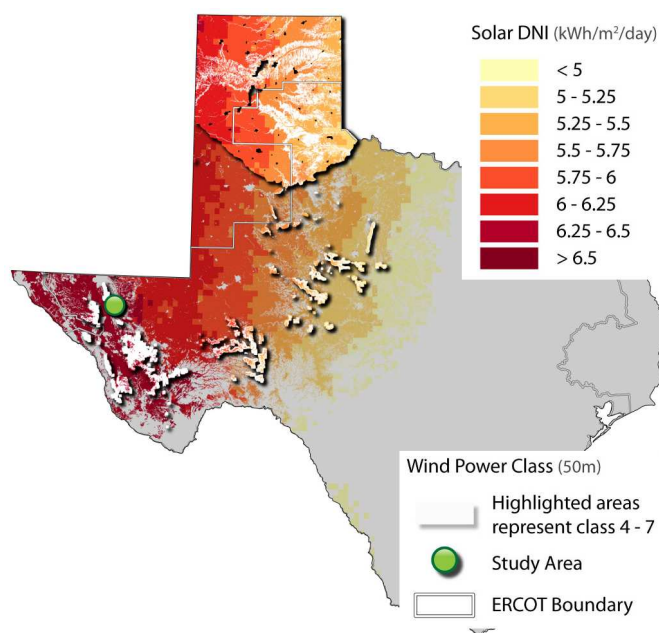 Solar DNI (kWh/m²/day)
< 5
5 - 5.25
5.25 - 5.5
5.5 - 5.75
5.75 - 6
6 - 6.25
6.25 - 6.5
> 6.5
Wind Power Class (50m)
Highlighted areas
represent class 4 - 7
Study Area
ERCOT Boundary